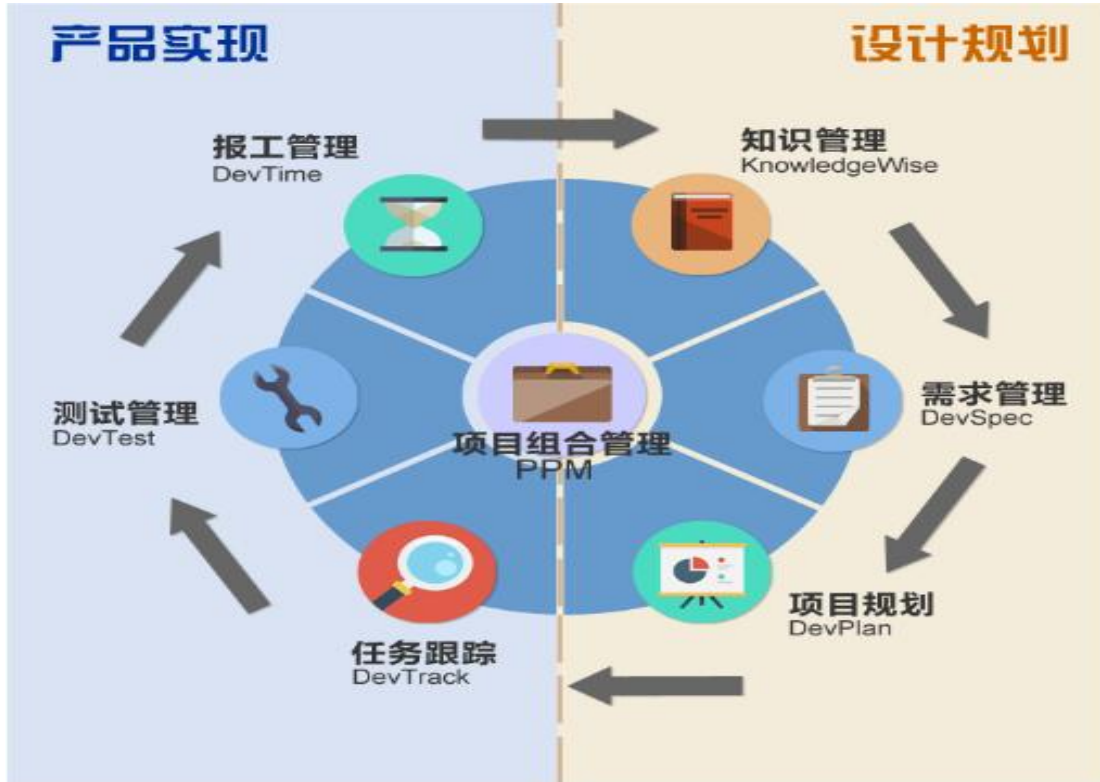 产品实现
设计规划
报工管理
DevTime
知识管理
KnowledgeWise
测试管理
DevTest
项目组合管理
PPM
需求管理
DevSpec
任务跟踪
DevTrack
项目规划
DevPlan